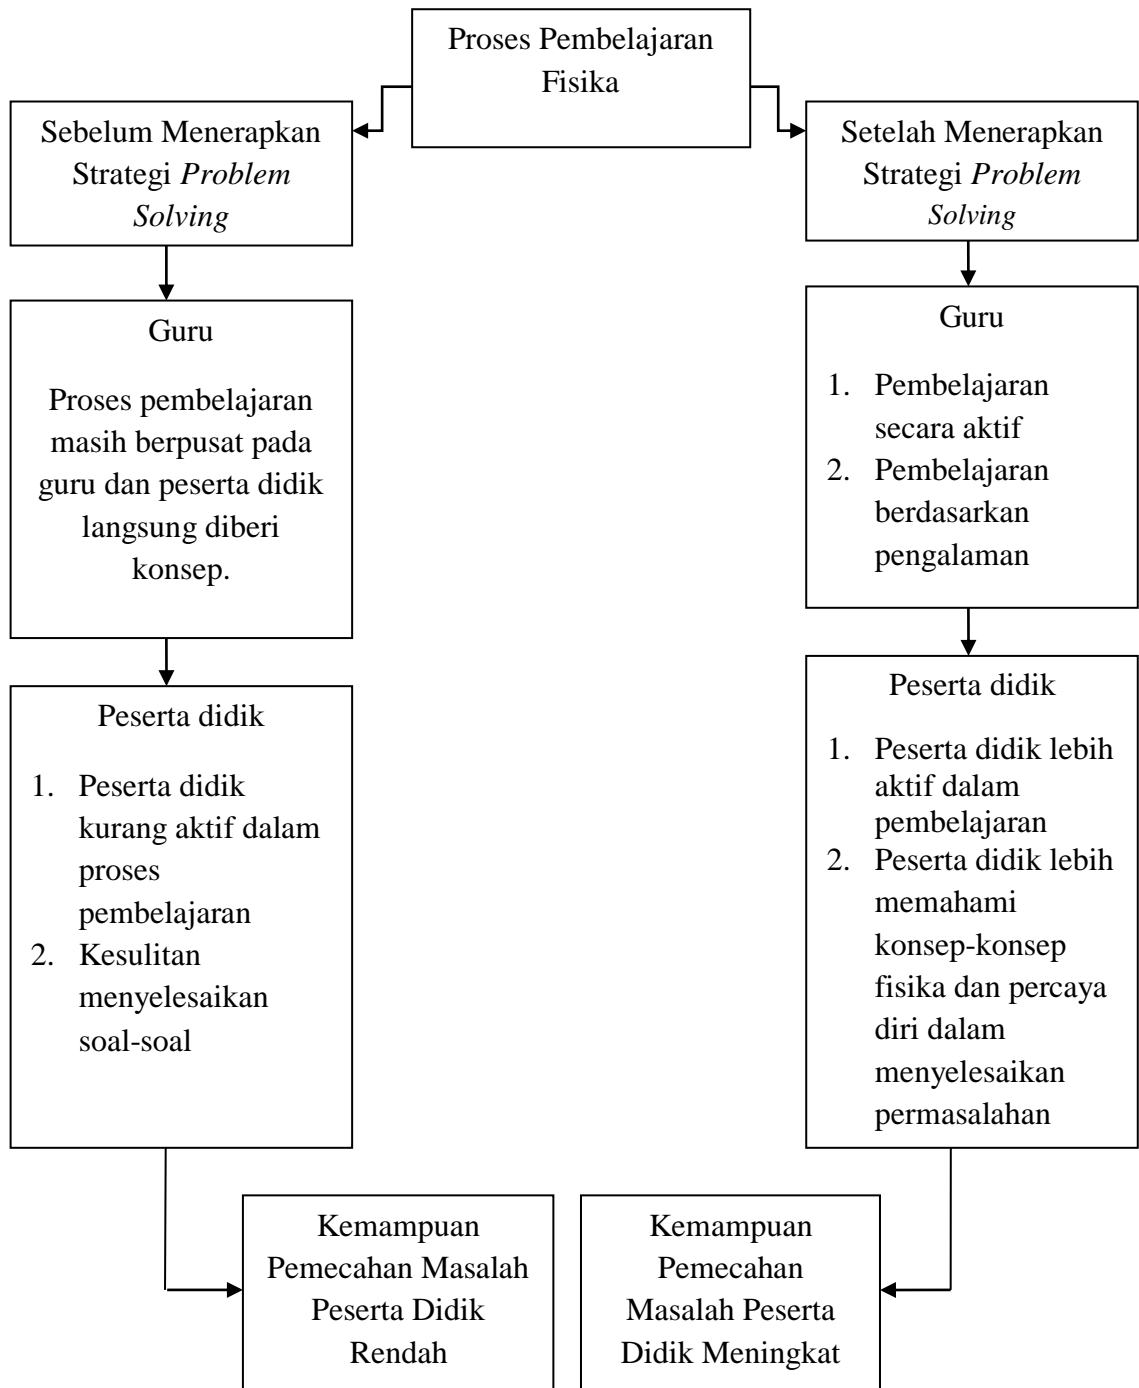 Proses Pembelajaran
Fisika
Sebelum Menerapkan
Strategi Problem
Solving
Setelah Menerapkan
Strategi Problem
Solving
Guru
Proses pembelajaran
masih berpusat pada
guru dan peserta didik
langsung diberi
konsep.
Guru
1. Pembelajaran
secara aktif
2. Pembelajaran
berdasarkan
pengalaman
Peserta didik
1. Peserta didik
kurang aktif dalam
proses
pembelajaran
2. Kesulitan
menyelesaikan
soal-soal
Peserta didik
1. Peserta didik lebih
aktif dalam
pembelajaran
2. Peserta didik lebih
memahami
konsep-konsep
fisika dan percaya
diri dalam
menyelesaikan
permasalahan
Kemampuan
Pemecahan Masalah
Peserta Didik
Rendah
Kemampuan
Pemecahan
Masalah Peserta
Didik Meningkat